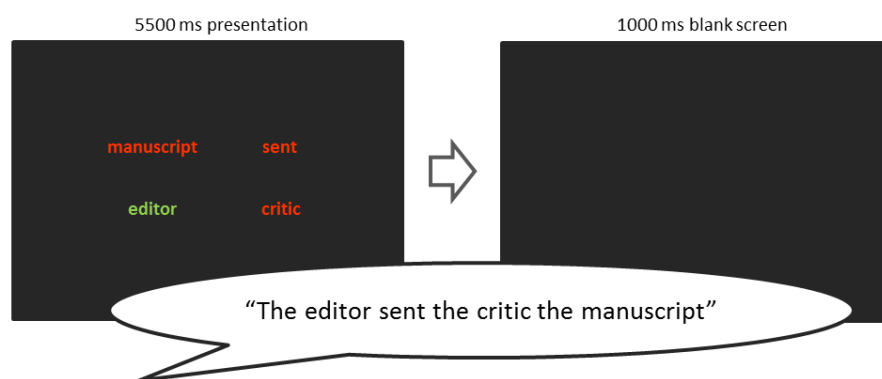 5500 ms presentation
1000 ms blank screen
manuscript sent
editor critic
“The editor sent the critic the manuscript”